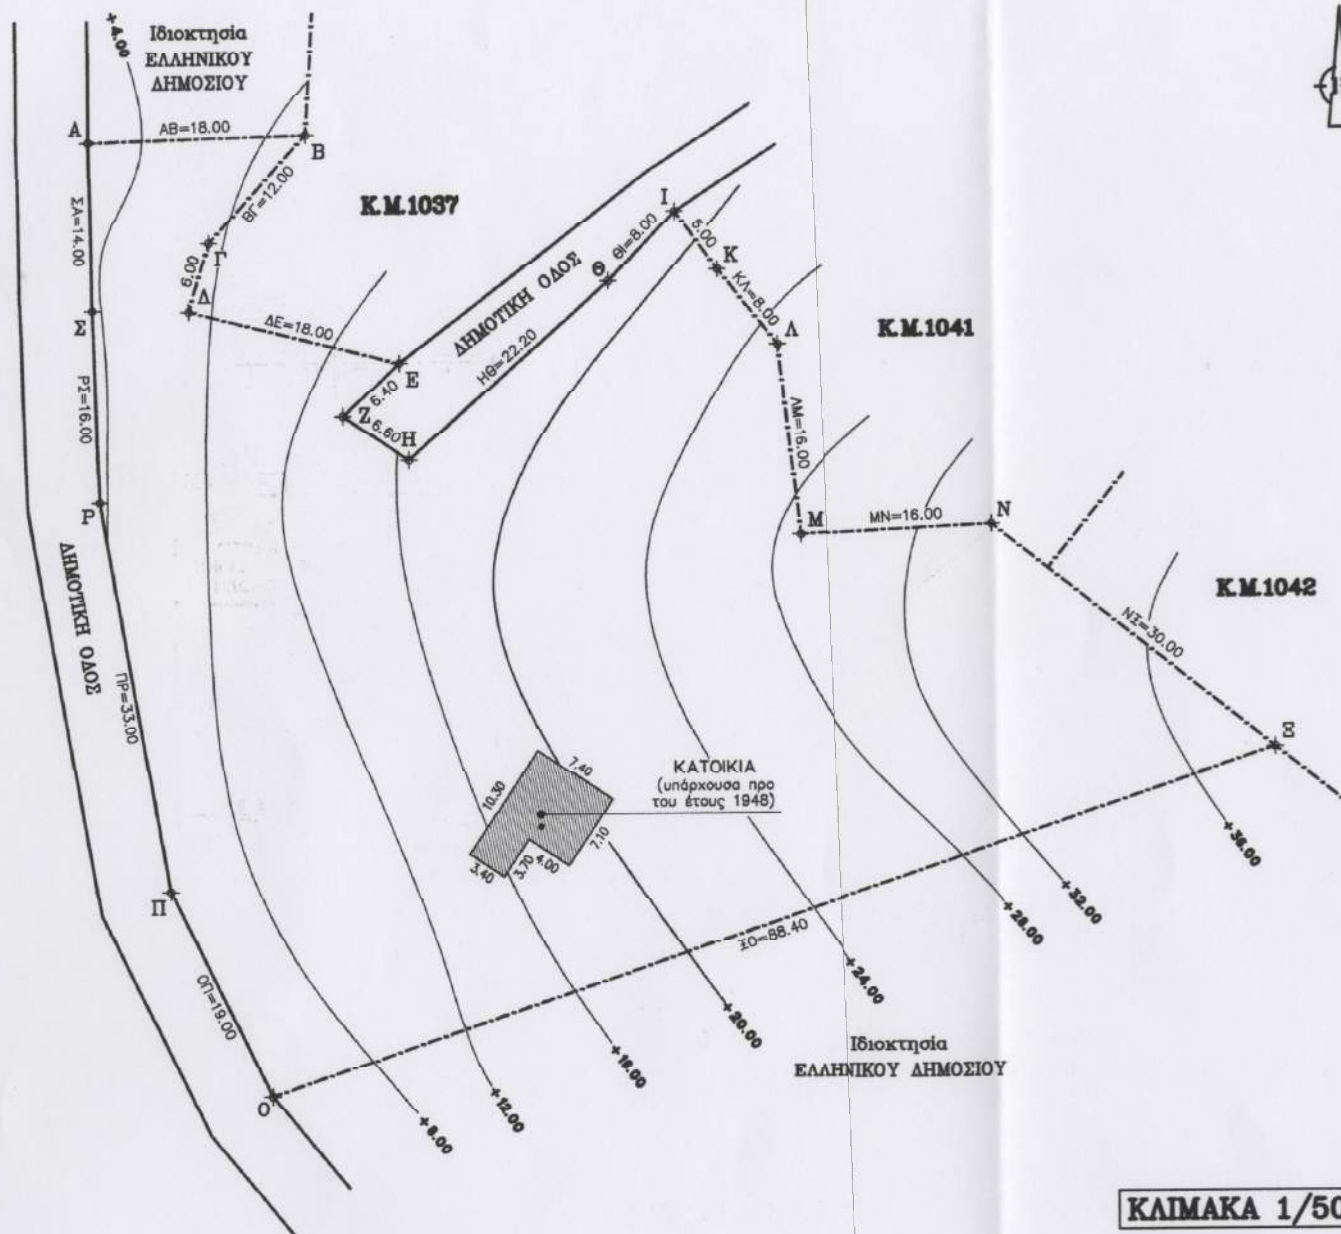 +4.00
Ιδιοκτησία
ΕΛΛΗΝΙΚΟΥ
ΔΗΜΟΣΙΟΥ
Α
ΑΒ=18.00
Β
ΒΓ=12.00
Κ.Μ.1037
ΣΑ=14.00
Γ
6.00
Δ
ΔΕ=18.00
Ε
6.40
Ζ
6.60
Η
ΔΗΜΟΤΙΚΗ ΟΔΟΣ
ΗΘ=22.20
Θ
ΘΙ=8.00
Ι
5.00
Κ
ΚΛ=8.00
Λ
Κ.Μ.1041
Σ
ΡΣ=16.00
ΛΜ=16.00
Ρ
Μ
ΜΝ=16.00
Ν
Κ.Μ.1042
ΝΞ=30.00
ΔΗΜΟΤΙΚΗ ΟΔΟΣ
ΠΡ=33.00
Ξ
ΚΑΤΟΙΚΙΑ
(υπάρχουσα προ
του έτους 1948)
7.40
10.30
7.10
3.40
3.70
4.00
+36.00
Π
+32.00
+28.00
ΞΟ=88.40
+24.00
ΟΠ=19.00
+20.00
+16.00
Ιδιοκτησία
ΕΛΛΗΝΙΚΟΥ ΔΗΜΟΣΙΟΥ
Ο
+12.00
+8.00
ΚΛΙΜΑΚΑ 1/50